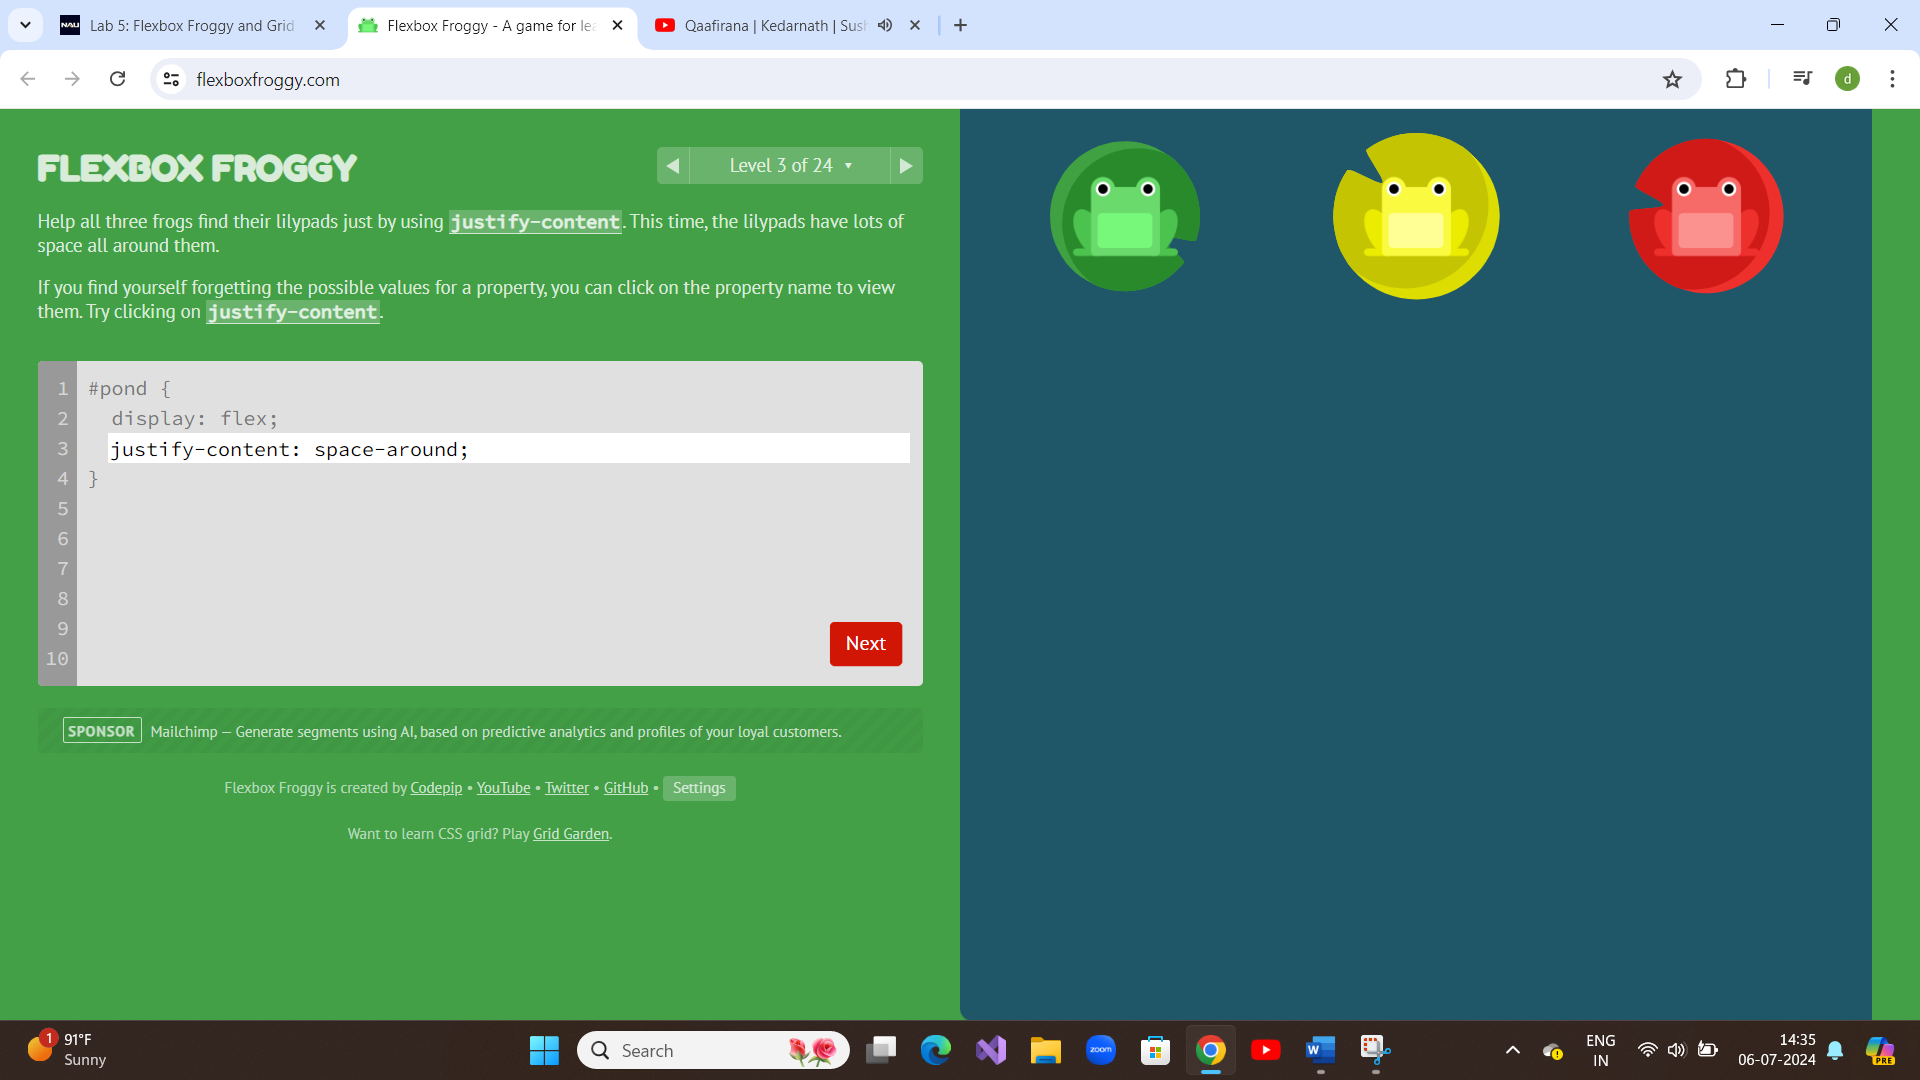 Lab 5: Flexbox Froggy and Grid
Flexbox Froggy - A game for lea
Qaafirana | Kedarnath | Sush
flexboxfroggy.com
d
FLEXBOX FROGGY
Level 3 of 24
Help all three frogs find their lilypads just by using justify-content. This time, the lilypads have lots of
space all around them.
If you find yourself forgetting the possible values for a property, you can click on the property name to view
them. Try clicking on justify-content.
1 #pond {
2 display: flex;
3 justify-content: space-around;
4 }
5
6
7
8
9
10
Next
SPONSOR Mailchimp — Generate segments using AI, based on predictive analytics and profiles of your loyal customers.
Flexbox Froggy is created by Codepip • YouTube • Twitter • GitHub • Settings
Want to learn CSS grid? Play Grid Garden.
1
91°F
Sunny
Search
zoom
W
ENG
IN
14:35
06-07-2024
PRE